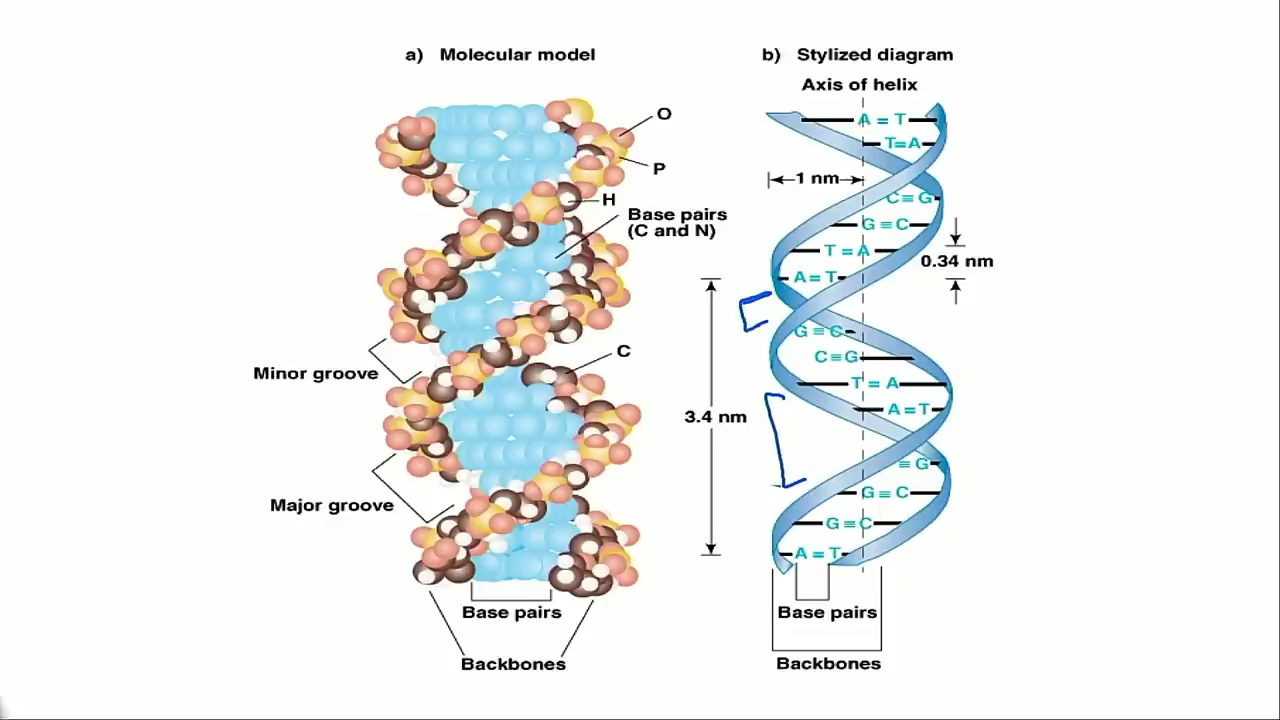 a) Molecular model
b) Stylized diagram
Axis of helix
O
P
H
Base pairs
(C and N)
C
Minor groove
Major groove
Base pairs
Backbones
A = T
T=A
1 nm
C≡G
G≡C
T=A
0.34 nm
A=T
G≡C
C≡G
T=A
3.4 nm
A=T
≡G
G≡C
G≡C
A=T
Base pairs
Backbones